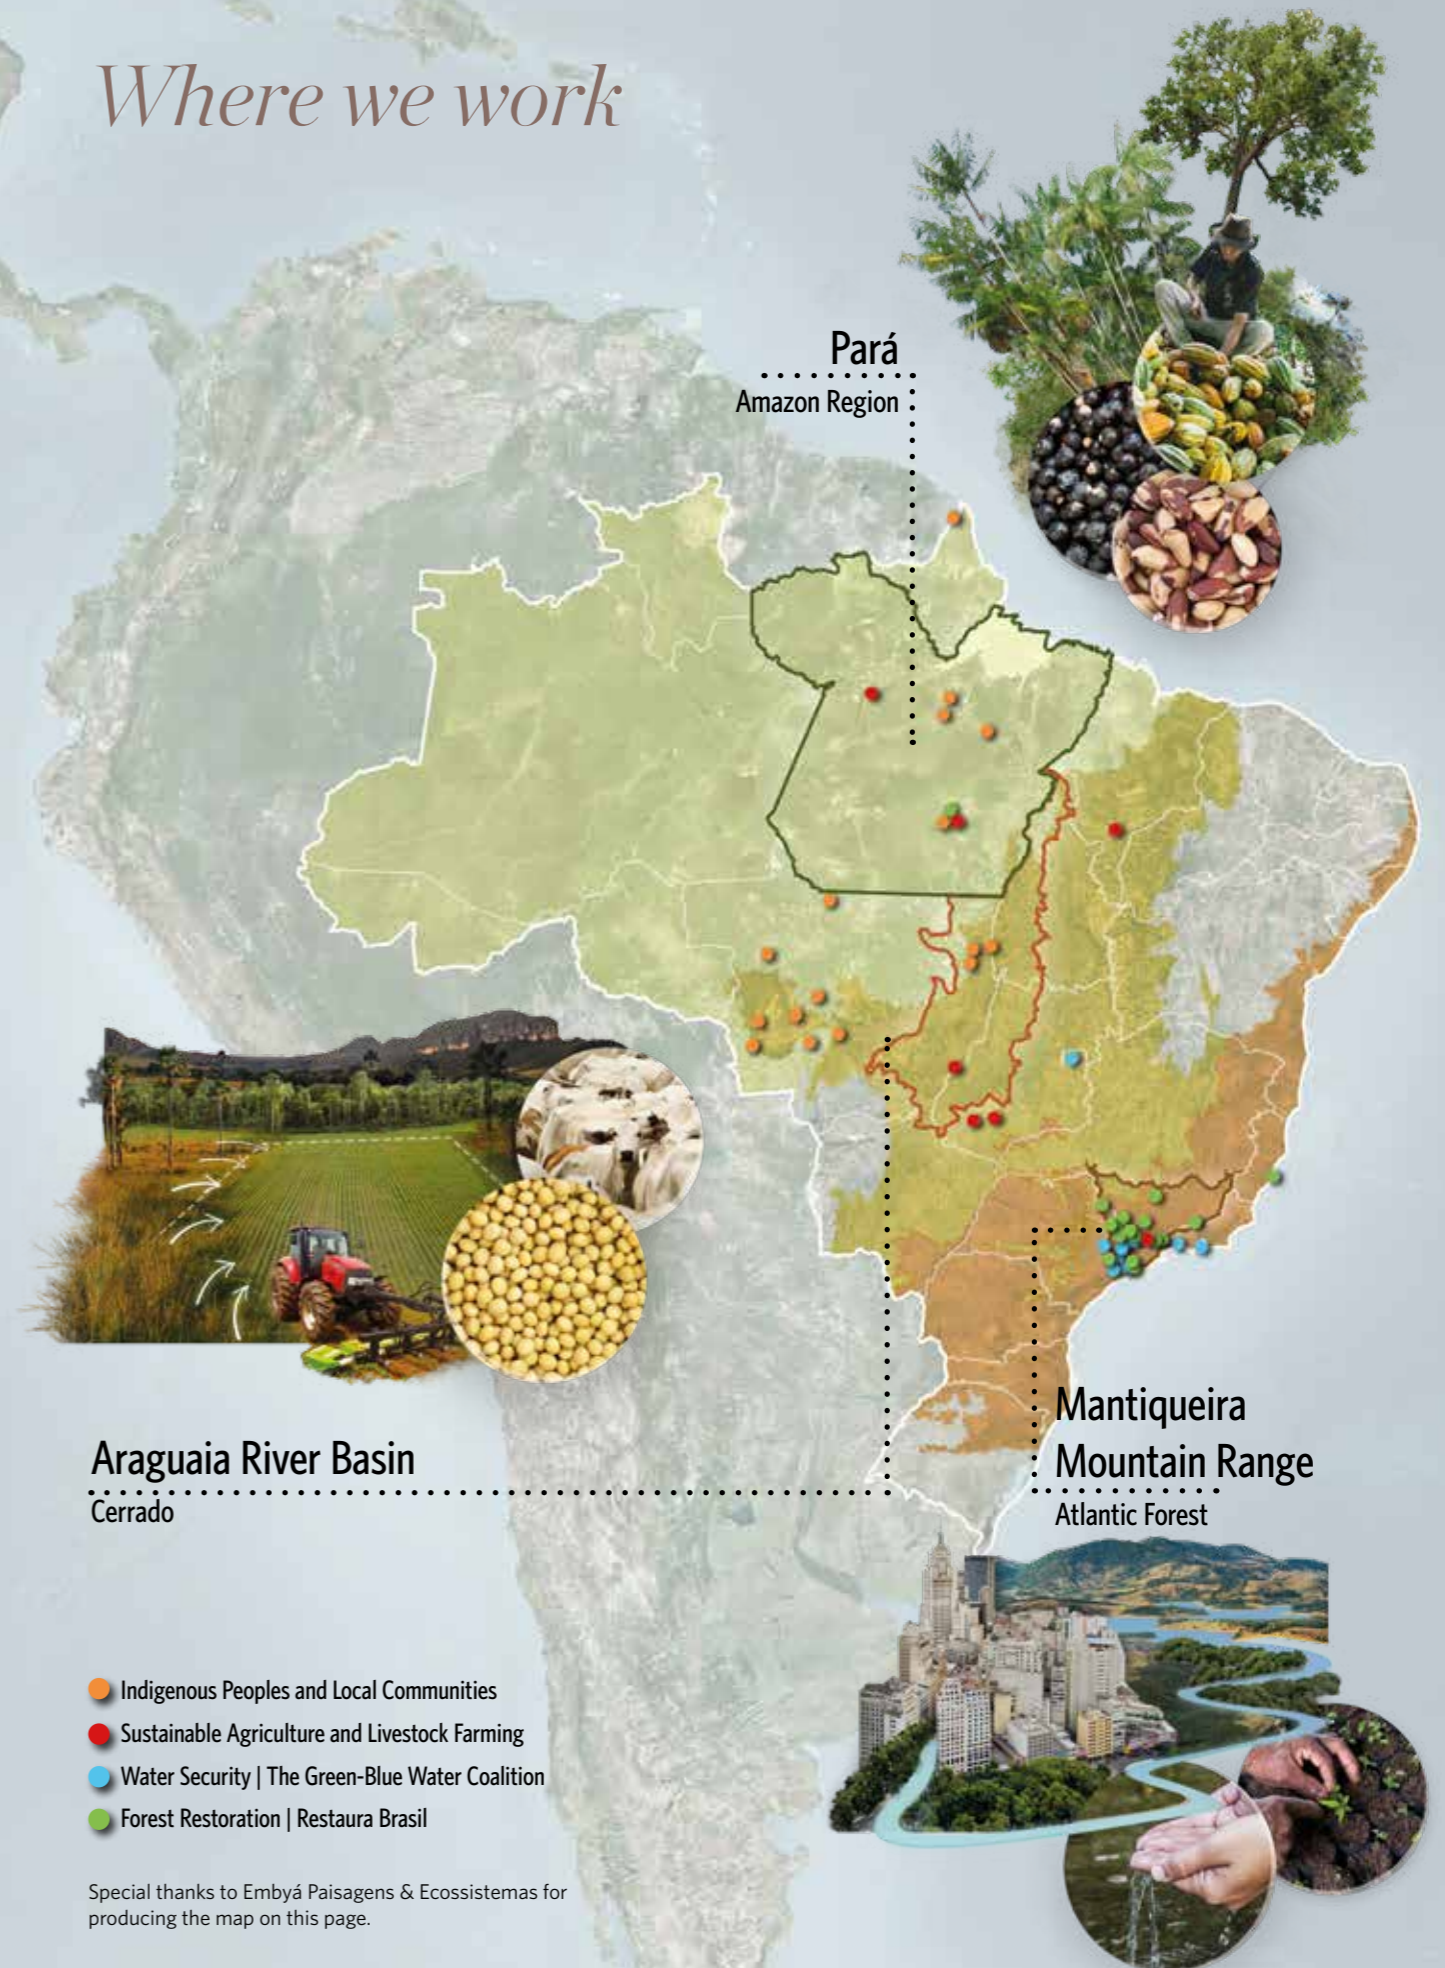 Where we work
Pará
Amazon Region
Araguaia River Basin
Cerrado
Mantiqueira
Mountain Range
Atlantic Forest
Indigenous Peoples and Local Communities
Sustainable Agriculture and Livestock Farming
Water Security | The Green-Blue Water Coalition
Forest Restoration | Restaura Brasil
Special thanks to Embyá Paisagens & Ecossistemas for
producing the map on this page.